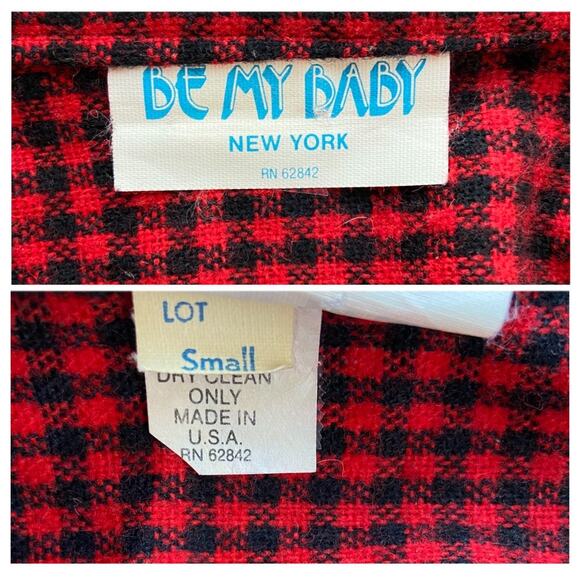 BE MY BABY
NEW YORK
RN 62842
LOT
Small
DRY CLEAN
ONLY
MADE IN
U.S.A.
RN 62842